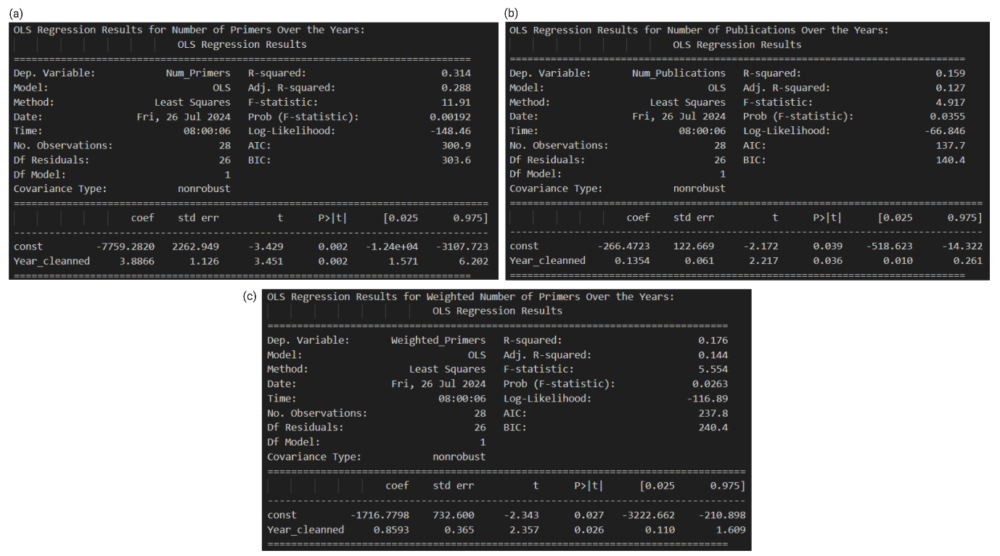 (a)
OLS Regression Results for Number of Primers Over the Years:
OLS Regression Results
==============================================================================
Dep. Variable: Num_Primers R-squared: 0.314
Model: OLS Adj. R-squared: 0.288
Method: Least Squares F-statistic: 11.91
Date: Fri, 26 Jul 2024 Prob (F-statistic): 0.00192
Time: 08:00:06 Log-Likelihood: -148.46
No. Observations: 28 AIC: 300.9
Df Residuals: 26 BIC: 303.6
Df Model: 1
Covariance Type: nonrobust
=================================================================================
coef std err t P>|t| [0.025 0.975]
---------------------------------------------------------------------------------
const -7759.2820 2262.949 -3.429 0.002 -1.24e+04 -3107.723
Year_cleanned 3.8866 1.126 3.451 0.002 1.571 6.202
==============================================================================
(b)
OLS Regression Results for Number of Publications Over the Years:
OLS Regression Results
==============================================================================
Dep. Variable: Num_Publications R-squared: 0.159
Model: OLS Adj. R-squared: 0.127
Method: Least Squares F-statistic: 4.917
Date: Fri, 26 Jul 2024 Prob (F-statistic): 0.0355
Time: 08:00:06 Log-Likelihood: -66.846
No. Observations: 28 AIC: 137.7
Df Residuals: 26 BIC: 140.4
Df Model: 1
Covariance Type: nonrobust
=================================================================================
coef std err t P>|t| [0.025 0.975]
---------------------------------------------------------------------------------
const -266.4723 122.669 -2.172 0.039 -518.623 -14.322
Year_cleanned 0.1354 0.061 2.217 0.036 0.010 0.261
==============================================================================
(c)
OLS Regression Results for Weighted Number of Primers Over the Years:
OLS Regression Results
==============================================================================
Dep. Variable: Weighted_Primers R-squared: 0.176
Model: OLS Adj. R-squared: 0.144
Method: Least Squares F-statistic: 5.554
Date: Fri, 26 Jul 2024 Prob (F-statistic): 0.0263
Time: 08:00:06 Log-Likelihood: -116.89
No. Observations: 28 AIC: 237.8
Df Residuals: 26 BIC: 240.4
Df Model: 1
Covariance Type: nonrobust
=================================================================================
coef std err t P>|t| [0.025 0.975]
---------------------------------------------------------------------------------
const -1716.7798 732.600 -2.343 0.027 -3222.662 -210.898
Year_cleanned 0.8593 0.365 2.357 0.026 0.110 1.609
==============================================================================